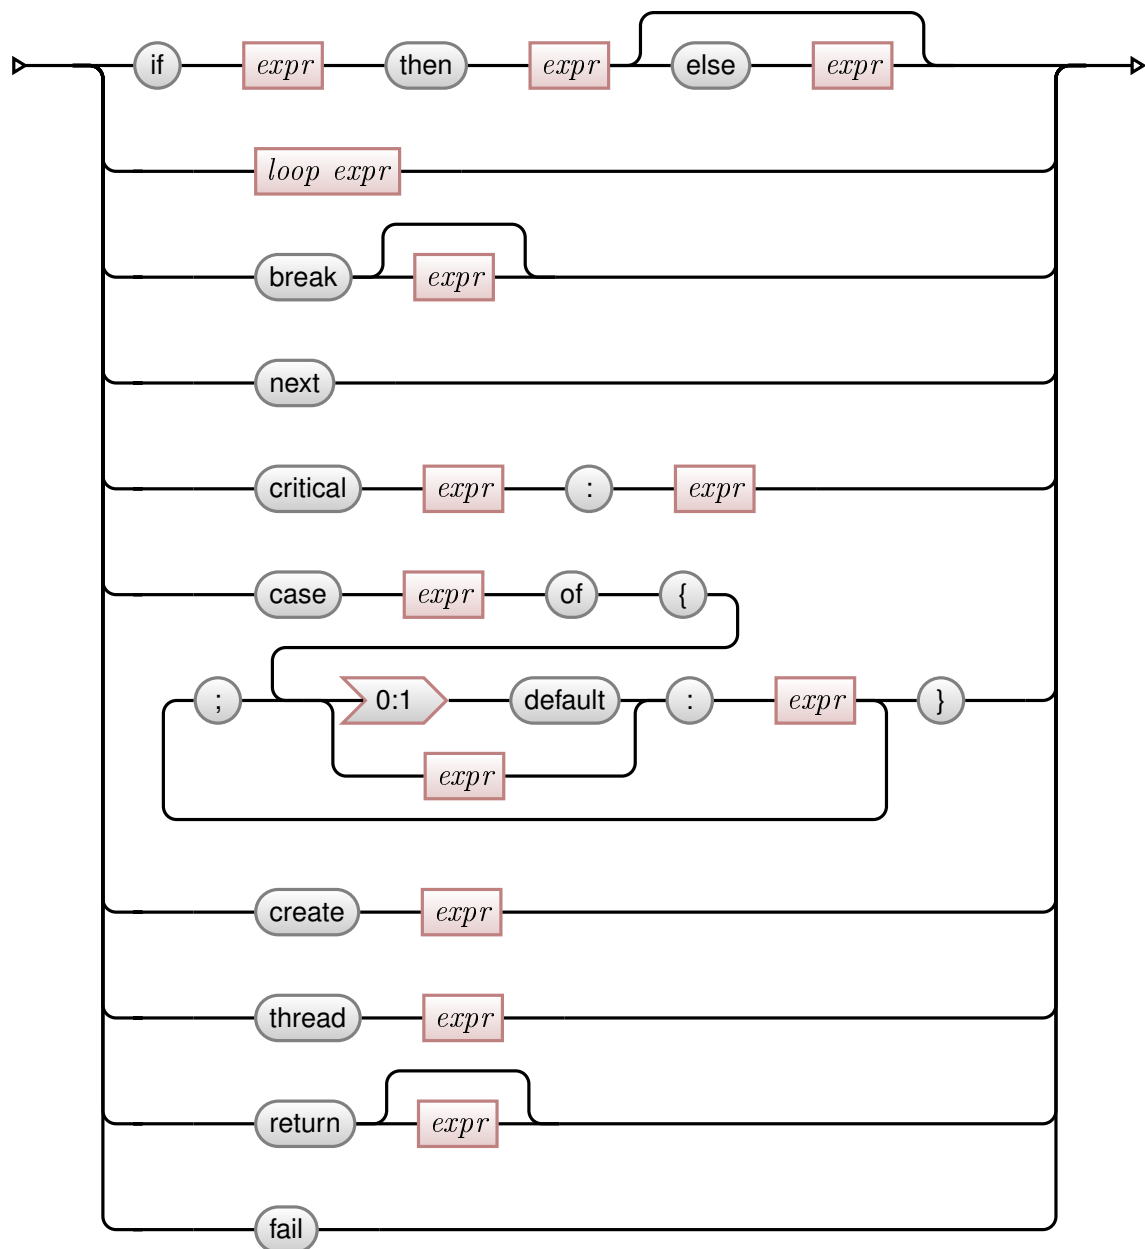 if expr then expr else expr
loop expr
break expr
next
critical expr : expr
case expr of {
; 0:1 default : expr }
expr
create expr
thread expr
return expr
fail